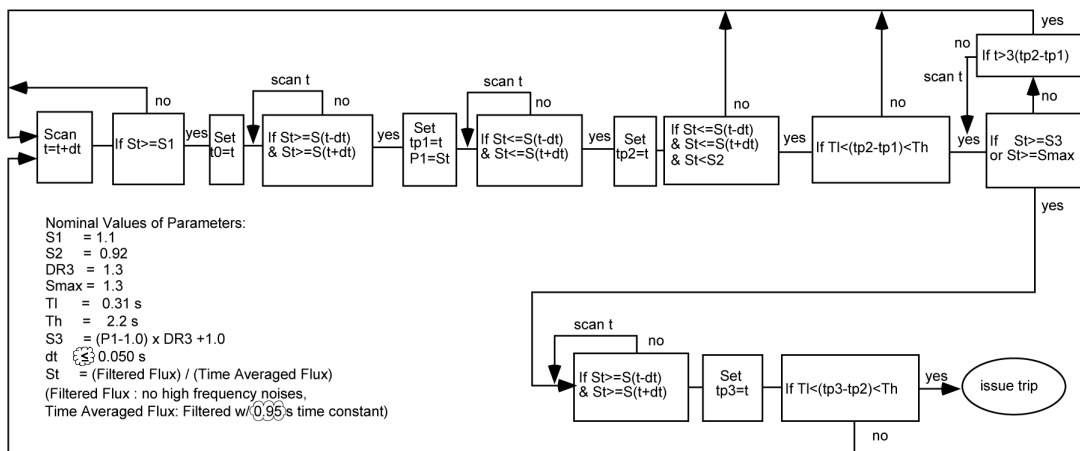 yes
no
If t>3(tp2-tp1)
scan t
no
Scan
t=t+dt
no
If St>=S1
yes
Set
t0=t
scan t
no
If St>=S(t-dt)
& St>=S(t+dt)
yes
Set
tp1=t
P1=St
scan t
no
If St<=S(t-dt)
& St<=S(t+dt)
yes
Set
tp2=t
no
If St<=S(t-dt)
& St<=S(t+dt)
& St<S2
yes
no
If Tl<(tp2-tp1)<Th
yes
If St>=S3
or St>=Smax
yes
Nominal Values of Parameters:
S1 = 1.1
S2 = 0.92
DR3 = 1.3
Smax = 1.3
Tl = 0.31 s
Th = 2.2 s
S3 = (P1-1.0) x DR3 +1.0
dt ≤ 0.050 s
St = (Filtered Flux) / (Time Averaged Flux)
(Filtered Flux : no high frequency noises,
Time Averaged Flux: Filtered w/ 0.95 s time constant)
scan t
no
If St>=S(t-dt)
& St>=S(t+dt)
Set
tp3=t
If Tl<(tp3-tp2)<Th
yes
issue trip
no